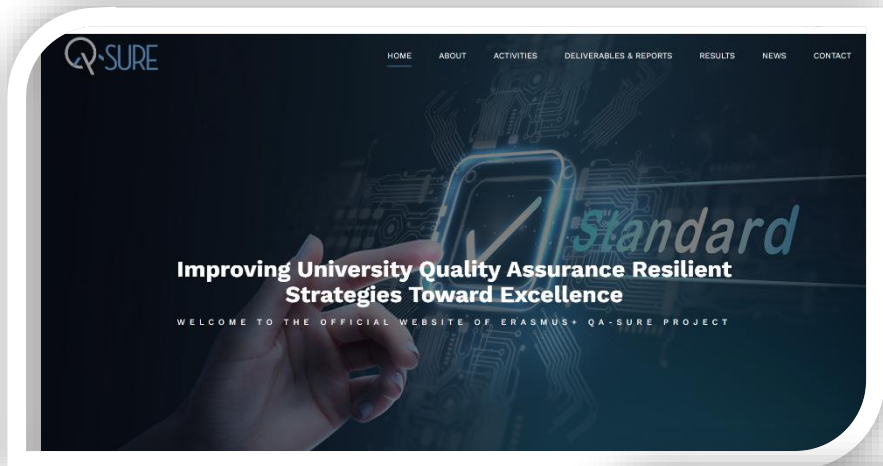 Q-SURE
HOME ABOUT ACTIVITIES DELIVERABLES & REPORTS RESULTS NEWS CONTACT
Standard
Improving University Quality Assurance Resilient
Strategies Toward Excellence
WELCOME TO THE OFFICIAL WEBSITE OF ERASMUS+ QA-SURE PROJECT